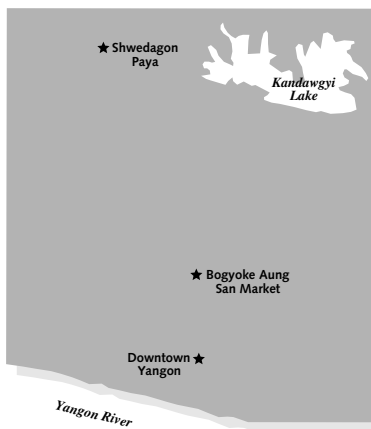 Shwedagon
Paya
Kandawgyi
Lake
Bogyoke Aung
San Market
Downtown
Yangon
Yangon River